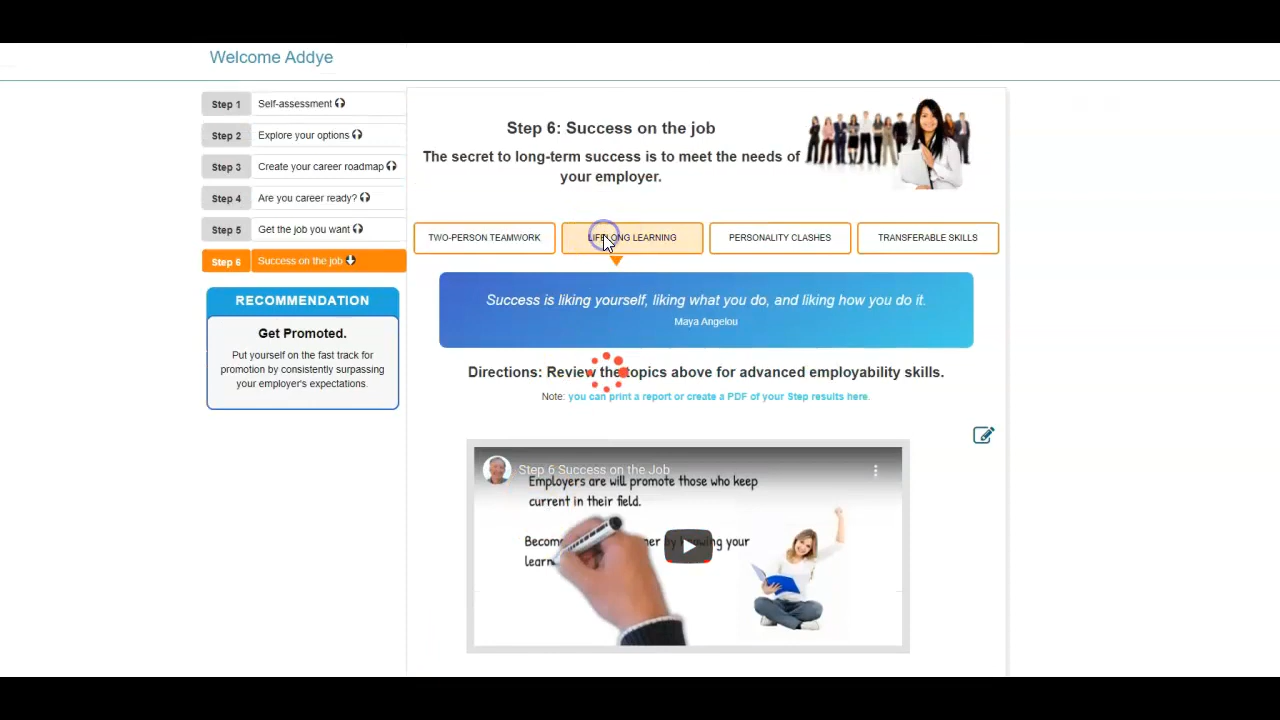 Welcome Addye
Step 1 Self-assessment
Step 2 Explore your options
Step 3 Create your career roadmap
Step 4 Are you career ready?
Step 5 Get the job you want
Step 6 Success on the job
RECOMMENDATION
Get Promoted.
Put yourself on the fast track for
promotion by consistently surpassing
your employer's expectations.
Step 6: Success on the job
The secret to long-term success is to meet the needs of
your employer.
TWO-PERSON TEAMWORK
LIFELONG LEARNING
PERSONALITY CLASHES
TRANSFERABLE SKILLS
Success is liking yourself, liking what you do, and liking how you do it.
Maya Angelou
Directions: Review the topics above for advanced employability skills.
Note: you can print a report or create a PDF of your Step results here.
Step 6 Success on the Job
Employers are will promote those who keep
current in their field.
your